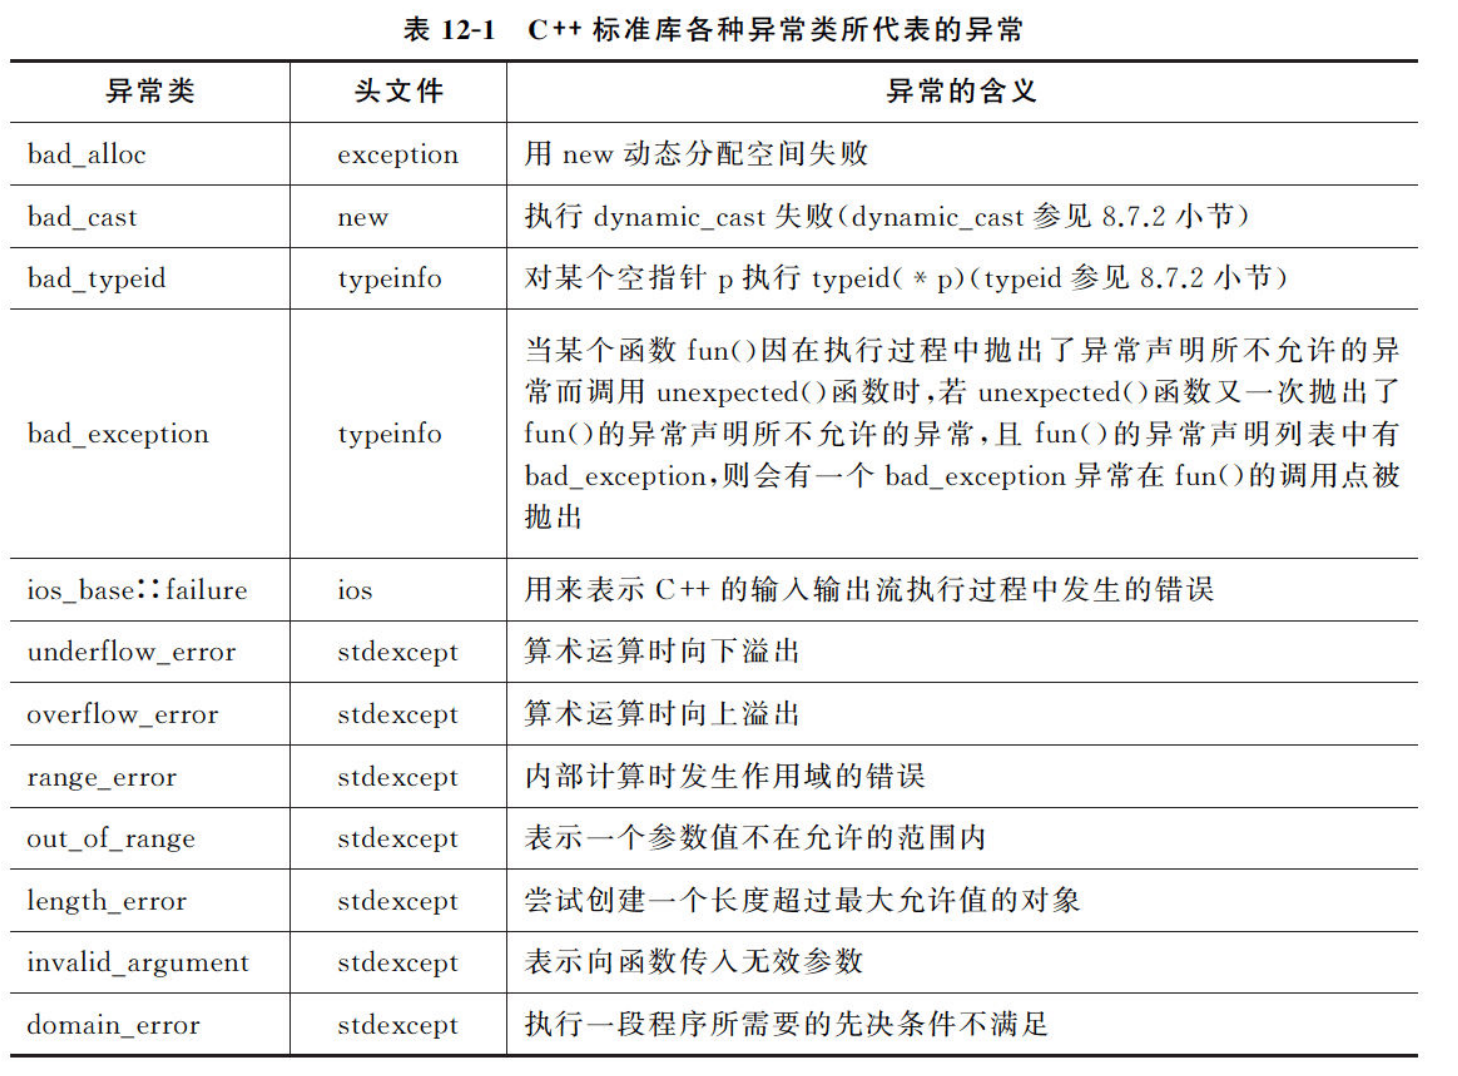 表 12-1 C++ 标准库各种异常类所代表的异常
异常类 头文件 异常的含义
bad_alloc exception 用 new 动态分配空间失败
bad_cast new 执行 dynamic_cast 失败(dynamic_cast 参见 8.7.2 小节)
bad_typeid typeinfo 对某个空指针 p 执行 typeid( * p)(typeid 参见 8.7.2 小节)
当某个函数 fun()因在执行过程中抛出了异常声明所不允许的异
常而调用 unexpected()函数时,若 unexpected()函数又一次抛出了
bad_exception typeinfo fun()的异常声明所不允许的异常,且 fun()的异常声明列表中有
bad_exception,则会有一个 bad_exception 异常在 fun()的调用点被
抛出
ios_base::failure ios 用来表示 C++ 的输入输出流执行过程中发生的错误
underflow_error stdexcept 算术运算时向下溢出
overflow_error stdexcept 算术运算时向上溢出
range_error stdexcept 内部计算时发生作用域的错误
out_of_range stdexcept 表示一个参数值不在允许的范围内
length_error stdexcept 尝试创建一个长度超过最大允许值的对象
invalid_argument stdexcept 表示向函数传入无效参数
domain_error stdexcept 执行一段程序所需要的先决条件不满足